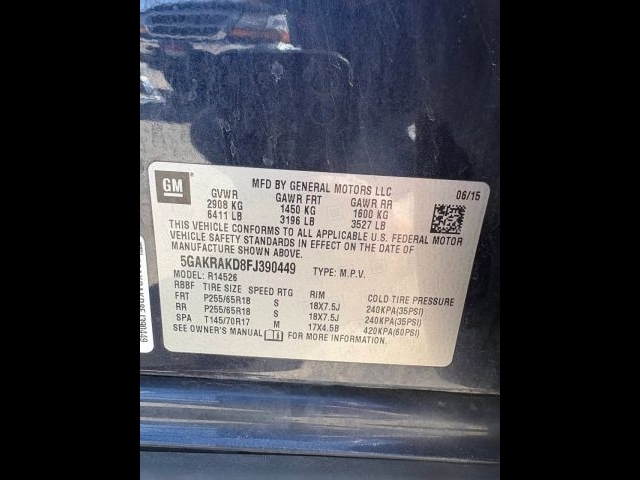 GM
MFD BY GENERAL MOTORS LLC
06/15
GVWR GAWR FRT GAWR RR
2908 KG 1450 KG 1600 KG
6411 LB 3196 LB 3527 LB
THIS VEHICLE CONFORMS TO ALL APPLICABLE U.S. FEDERAL MOTOR
VEHICLE SAFETY STANDARDS IN EFFECT ON THE DATE OF
MANUFACTURE SHOWN ABOVE.
5GAKRAKD8FJ390449 TYPE: M.P.V.
MODEL: R14526
RBBF TIRE SIZE SPEED RTG RIM COLD TIRE PRESSURE
FRT P255/65R18 S 18X7.5J 240KPA(35PSI)
RR P255/65R18 S 18X7.5J 240KPA(35PSI)
SPA T145/70R17 M 17X4.5B 420KPA(60PSI)
SEE OWNER'S MANUAL FOR MORE INFORMATION.